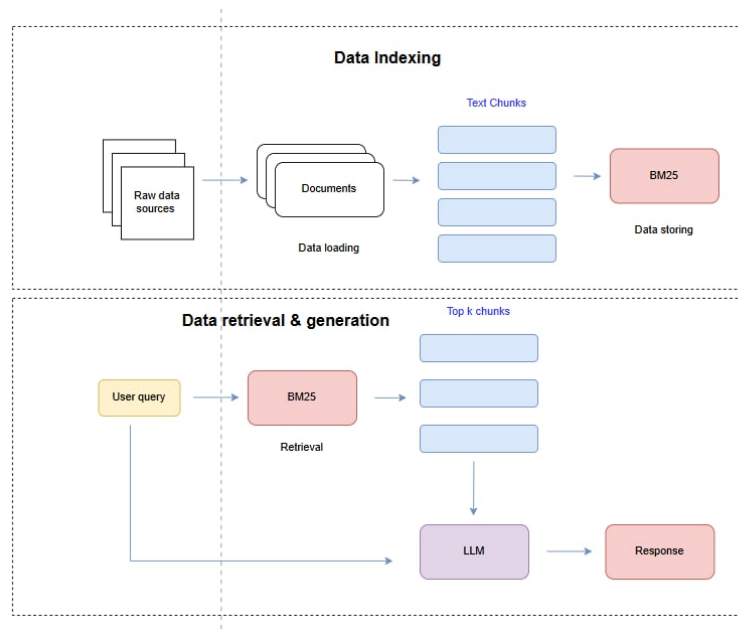 Data Indexing
Text Chunks
Raw data
sources
Documents
BM25
Data loading
Data storing
Data retrieval & generation
Top k chunks
User query
BM25
Retrieval
LLM
Response